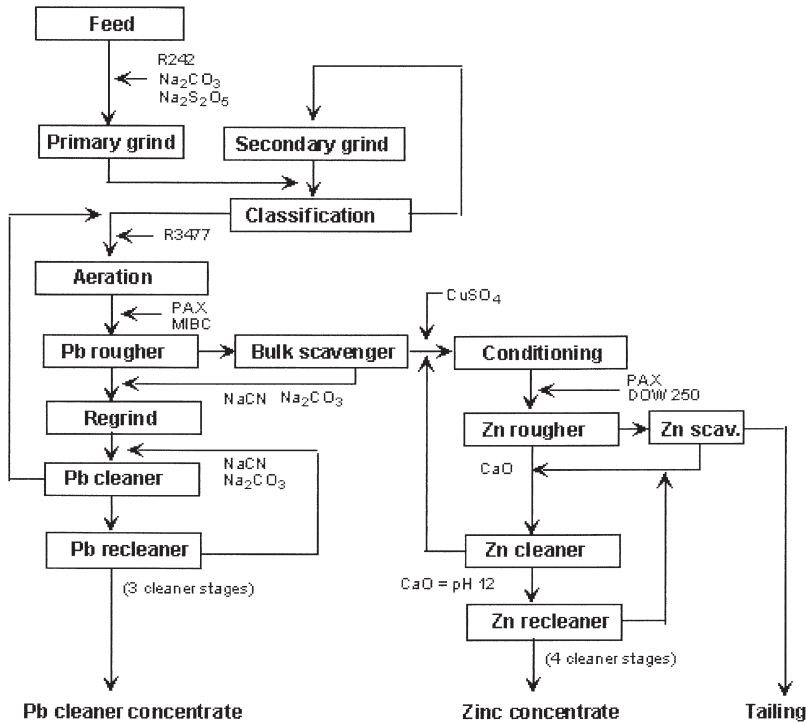 Feed
R242
Na₂CO₃
Na₂S₂O₅
Primary grind
Secondary grind
Classification
R3477
Aeration
CuSO₄
PAX
MIBC
Pb rougher
Bulk scavenger
Conditioning
PAX
DOW 250
NaCN Na₂CO₃
Regrind
Zn rougher
Zn scav.
NaCN
Na₂CO₃
CaO
Pb cleaner
Pb recleaner
Zn cleaner
(3 cleaner stages)
CaO = pH 12
Zn recleaner
(4 cleaner stages)
Pb cleaner concentrate
Zinc concentrate
Tailing